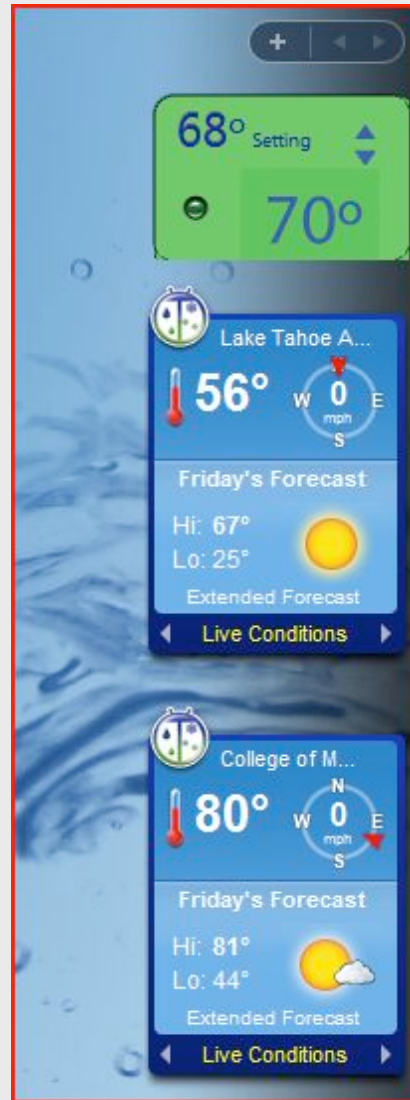 68° Setting
70°
Lake Tahoe A...
56°
W 0 E
mph
S
Friday's Forecast
Hi: 67°
Lo: 25°
Extended Forecast
Live Conditions
College of M...
N
80°
W 0 E
mph
S
Friday's Forecast
Hi: 81°
Lo: 44°
Extended Forecast
Live Conditions